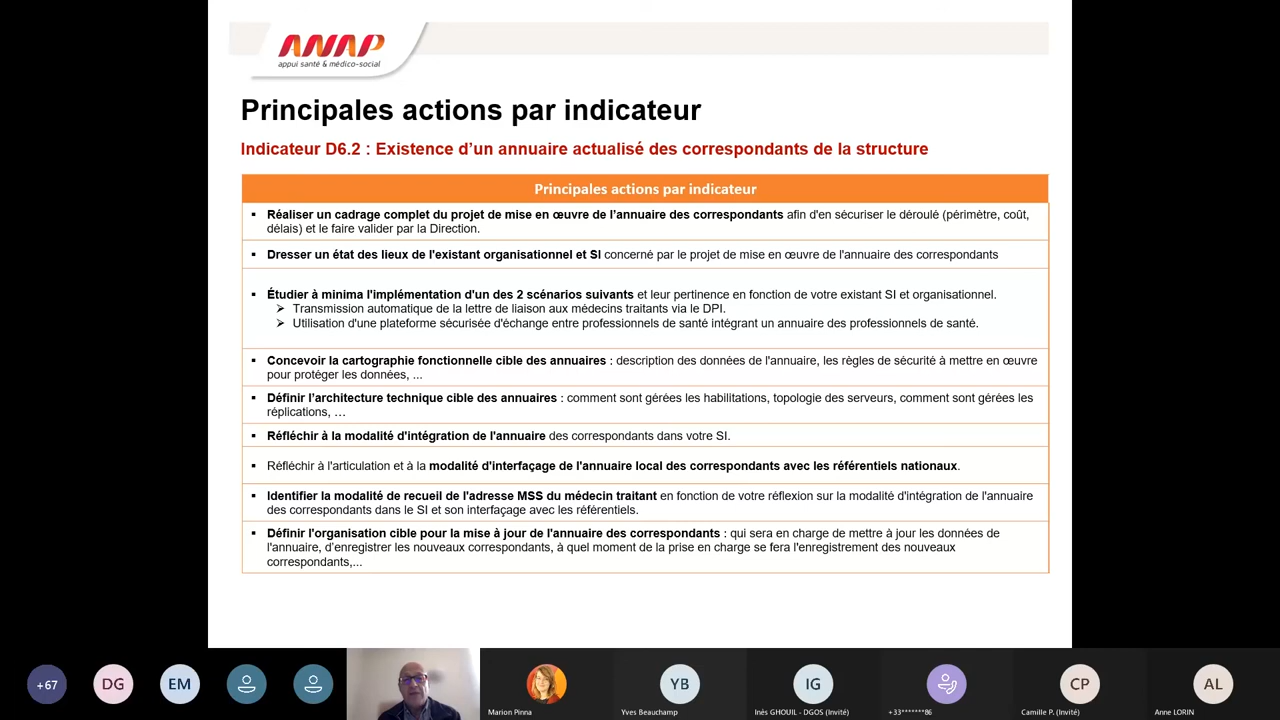 ANAP
appui santé & médico-social
Principales actions par indicateur
Indicateur D6.2 : Existence d’un annuaire actualisé des correspondants de la structure
Principales actions par indicateur
▪ Réaliser un cadrage complet du projet de mise en œuvre de l’annuaire des correspondants afin d'en sécuriser le déroulé (périmètre, coût,
délais) et le faire valider par la Direction.
▪ Dresser un état des lieux de l'existant organisationnel et SI concerné par le projet de mise en œuvre de l'annuaire des correspondants
▪ Étudier à minima l'implémentation d'un des 2 scénarios suivants et leur pertinence en fonction de votre existant SI et organisationnel.
➢ Transmission automatique de la lettre de liaison aux médecins traitants via le DPI.
➢ Utilisation d'une plateforme sécurisée d'échange entre professionnels de santé intégrant un annuaire des professionnels de santé.
▪ Concevoir la cartographie fonctionnelle cible des annuaires : description des données de l'annuaire, les règles de sécurité à mettre en œuvre
pour protéger les données, ...
▪ Définir l’architecture technique cible des annuaires : comment sont gérées les habilitations, topologie des serveurs, comment sont gérées les
réplications, …
▪ Réfléchir à la modalité d'intégration de l'annuaire des correspondants dans votre SI.
▪ Réfléchir à l'articulation et à la modalité d'interfaçage de l'annuaire local des correspondants avec les référentiels nationaux.
▪ Identifier la modalité de recueil de l'adresse MSS du médecin traitant en fonction de votre réflexion sur la modalité d'intégration de l'annuaire
des correspondants dans le SI et son interfaçage avec les référentiels.
▪ Définir l'organisation cible pour la mise à jour de l'annuaire des correspondants : qui sera en charge de mettre à jour les données de
l'annuaire, d’enregistrer les nouveaux correspondants, à quel moment de la prise en charge se fera l'enregistrement des nouveaux
correspondants,...
+67
DG
EM
YB
IG
CP
AL
Marion Pinna
Yves Beauchamp
Inès GHOUIL - DGOS (Invité)
+33*******86
Camille P. (Invité)
Anne LORIN